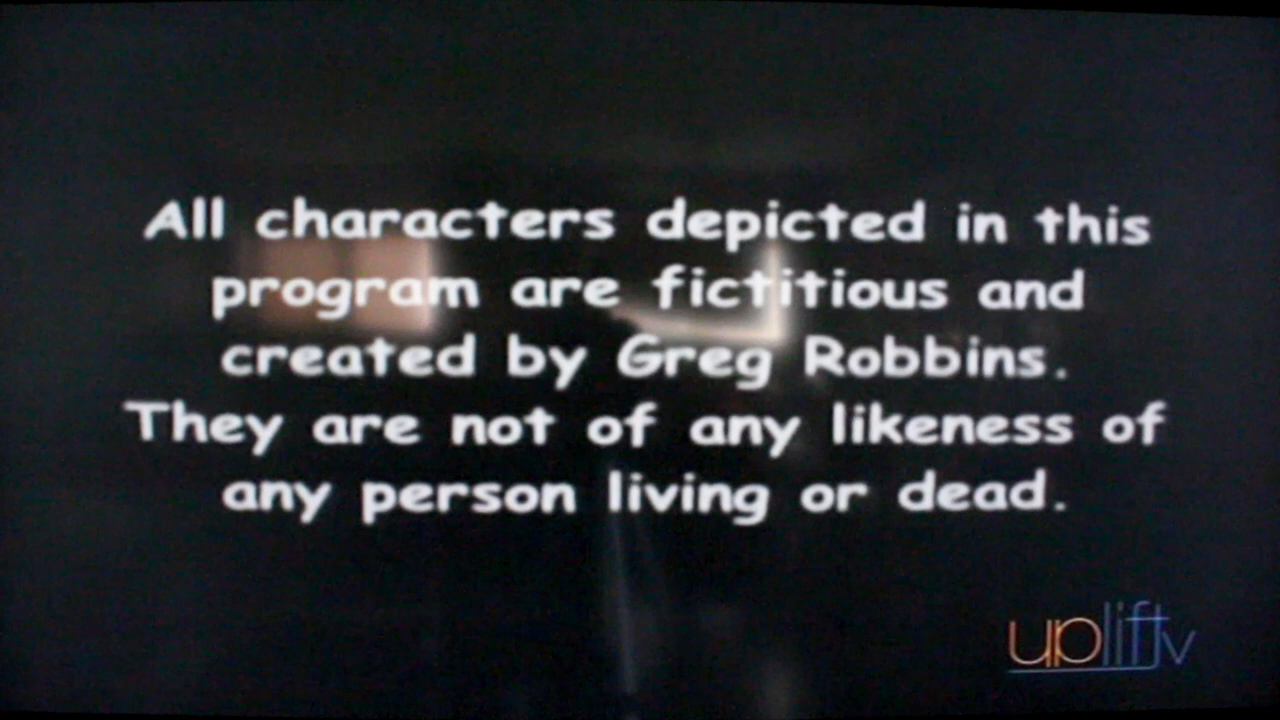 All characters depicted in this
program are fictitious and
created by Greg Robbins.
They are not of any likeness of
any person living or dead.
upliftv